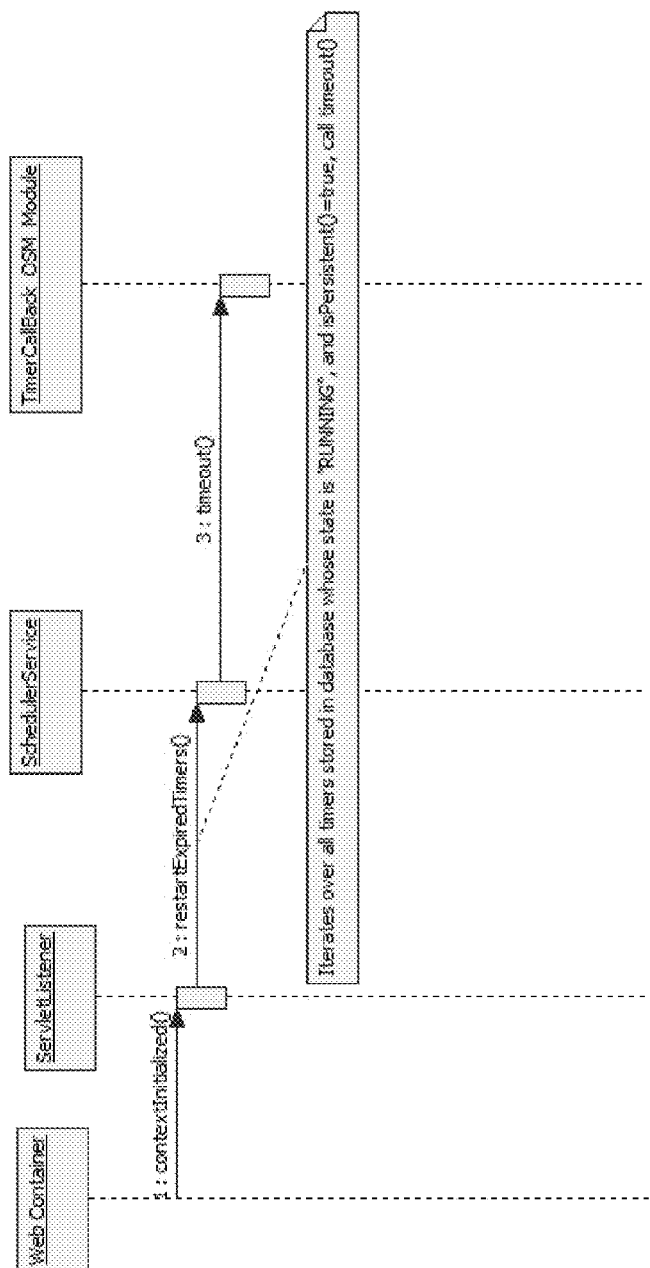 Web Container
ServletListener
SchedulerService
TimerCallBack OSM Module
1 : contextInitialized()
2 : restartExpiredTimers()
3 : timeout()
Iterates over all timers stored in database whose state is "RUNNING", and isPersistent()=true, call timeout()